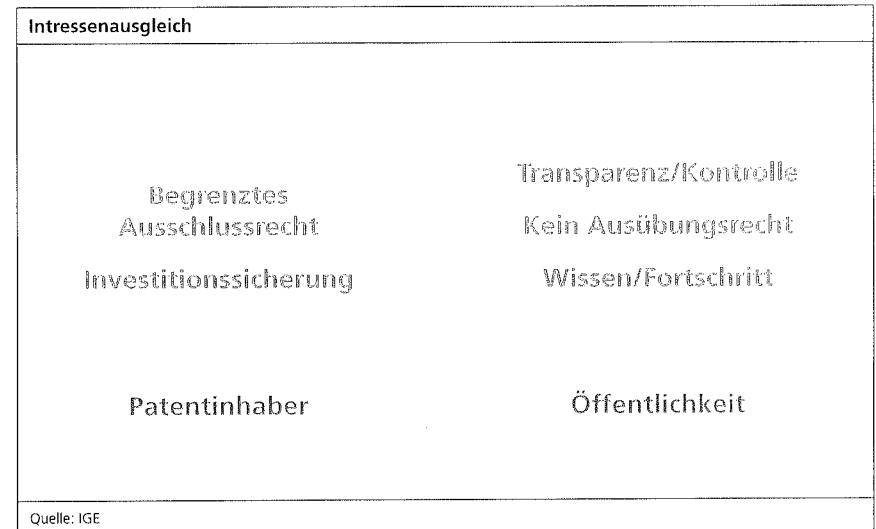 Intressenausgleich
Begrenztes
Ausschlussrecht
Investitionssicherung
Patentinhaber
Transparenz/Kontrolle
Kein Ausübungsrecht
Wissen/Fortschritt
Öffentlichkeit
Quelle: IGE